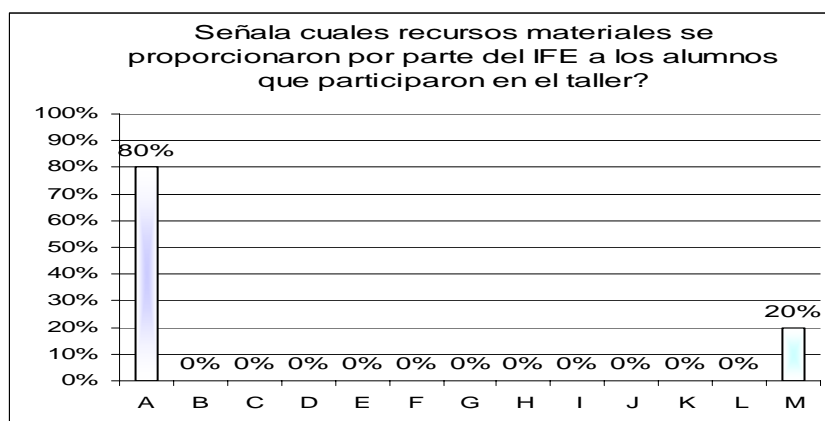 Señala cuales recursos materiales se
proporcionaron por parte del IFE a los alumnos
que participaron en el taller?
100%
90%
80%
80%
70%
60%
50%
40%
30%
20%
20%
10%
0% 0% 0% 0% 0% 0% 0% 0% 0% 0% 0%
0%
A B C D E F G H I J K L M